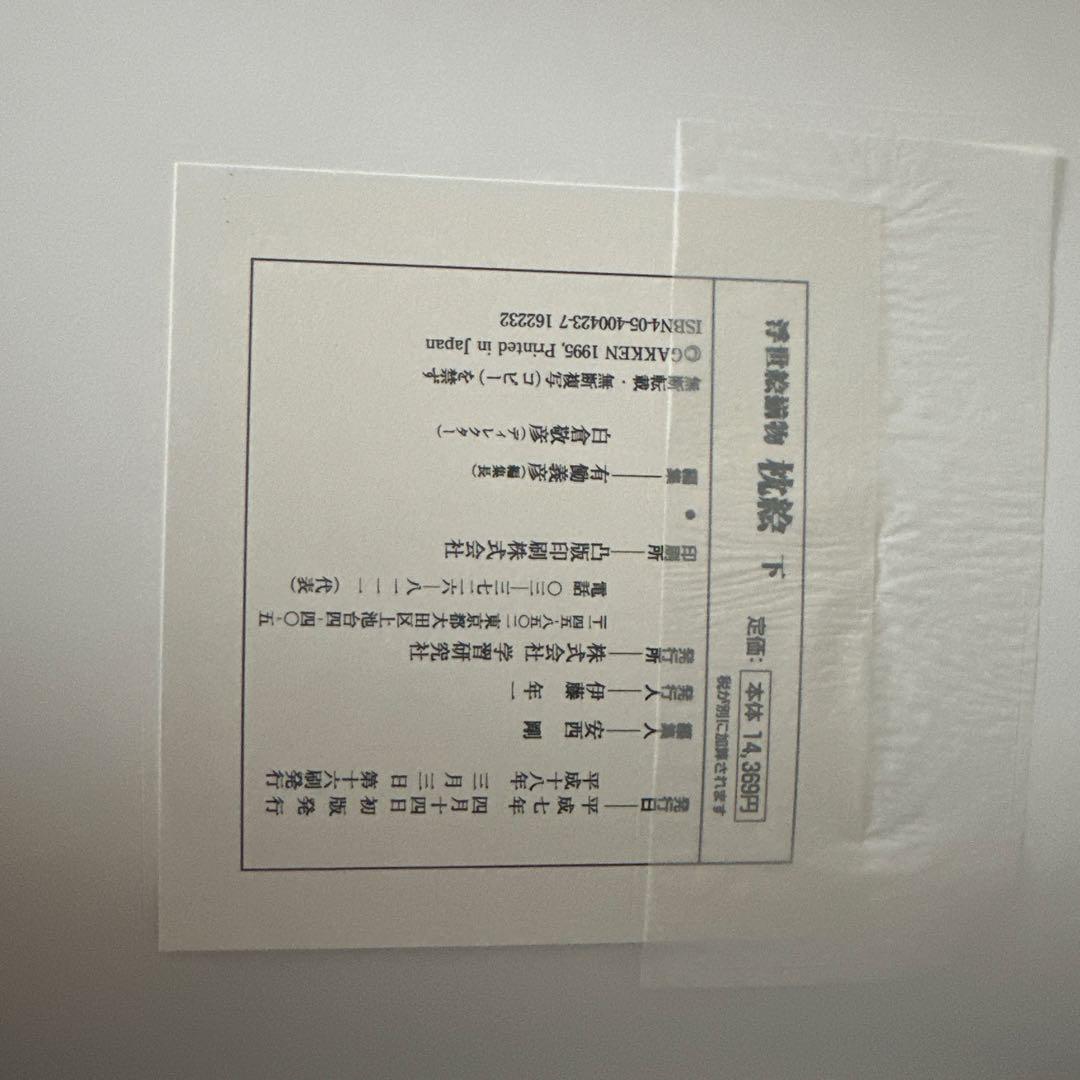 浮世絵揃物 枕絵 下 定価:本体 14,369円
税が別に加算されます
発行日―平成七年 四月十四日 初版発行
平成十八年 三月三日 第十六刷発行
編集人―安西 剛
発行人―伊藤年一
発行所―株式会社 学習研究社
〒一四五‐八五〇二 東京都大田区上池台四‐四〇‐五
電話 〇三―三七二六―八一一一(代表)
印刷所―凸版印刷株式会社
●
編集―有働義彦(編集長)
白倉敬彦(ディレクター)
無断転載・無断複写(コピー)を禁ず
©GAKKEN 1995, Printed in Japan
ISBN4-05-400423-7 162232